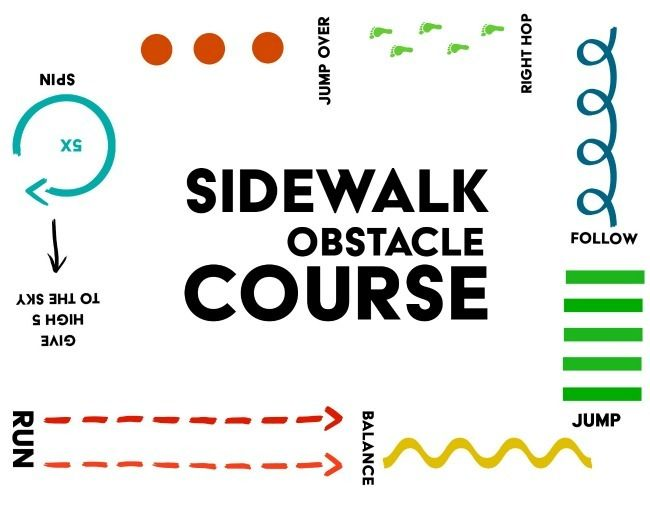 SPIN
5X
JUMP OVER
RIGHT HOP
SIDEWALK
OBSTACLE
COURSE
FOLLOW
GIVE
HIGH 5
TO THE SKY
RUN
BALANCE
JUMP